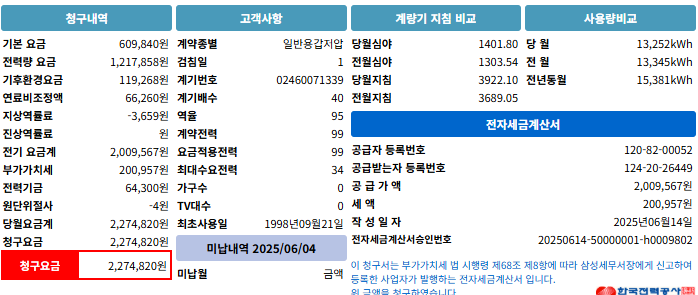 청구내역
기본 요금 609,840원
전력량 요금 1,217,858원
기후환경요금 119,268원
연료비조정액 66,260원
지상역률료 -3,659원
진상역률료 원
전기 요금계 2,009,567원
부가가치세 200,957원
전력기금 64,300원
원단위절사 -4원
당월요금계 2,274,820원
청구요금 2,274,820원
청구요금 2,274,820원
고객사항
계약종별 일반용갑저압
검침일 1
계기번호 02460071339
계기배수 40
역율 95
계약전력 99
요금적용전력 99
최대수요전력 34
가구수 0
TV대수 0
최초사용일 1998년09월21일
미납내역 2025/06/04
미납월 금액
계량기 지침 비교
당월심야 1401.80
전월심야 1303.54
당월지침 3922.10
전월지침 3689.05
사용량비교
당 월 13,252kWh
전 월 13,345kWh
전년동월 15,381kWh
전자세금계산서
공급자 등록번호 120-82-00052
공급받는자 등록번호 124-20-26449
공 급 가 액 2,009,567원
세 액 200,957원
작 성 일 자 2025년06월14일
전자세금계산서승인번호 20250614-50000001-h0009802
이 청구서는 부가가치세 법 시행령 제68조 제8항에 따라 삼성세무서장에게 신고하여
등록한 사업자가 발행하는 전자세금계산서 입니다.
위 금액을 청구하였습니다.
한국전력공사